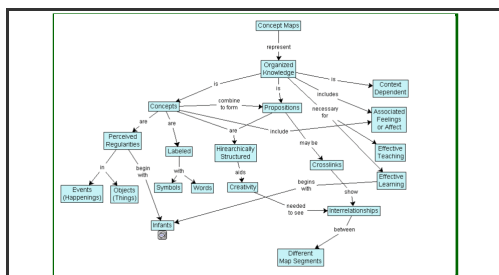 Concept Maps
represent
Organized
Knowledge
is
is
is
includes
necessary
for
Context
Dependent
Concepts
combine
to form
Propositions
Associated
Feelings
or Affect
are
are
are
include
Perceived
Regularities
Labeled
Hirearchically
Structured
may be
Effective
Teaching
Crosslinks
in
begin
with
with
aids
begins
with
Effective
Learning
Events
(Happenings)
Objects
(Things)
Symbols
Words
Creativity
show
needed
to see
Infants
Interrelationships
between
Different
Map Segments